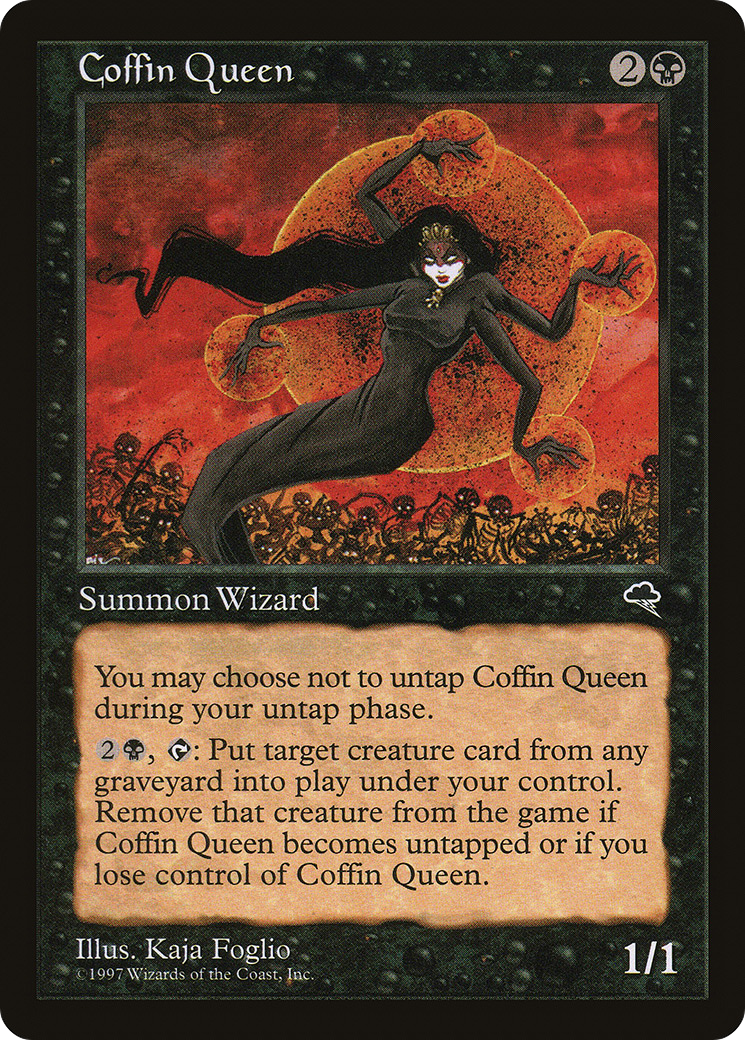 Coffin Queen
2
Summon Wizard
You may choose not to untap Coffin Queen
during your untap phase.
2, : Put target creature card from any
graveyard into play under your control.
Remove that creature from the game if
Coffin Queen becomes untapped or if you
lose control of Coffin Queen.
Illus. Kaja Foglio
1/1
©1997 Wizards of the Coast, Inc.